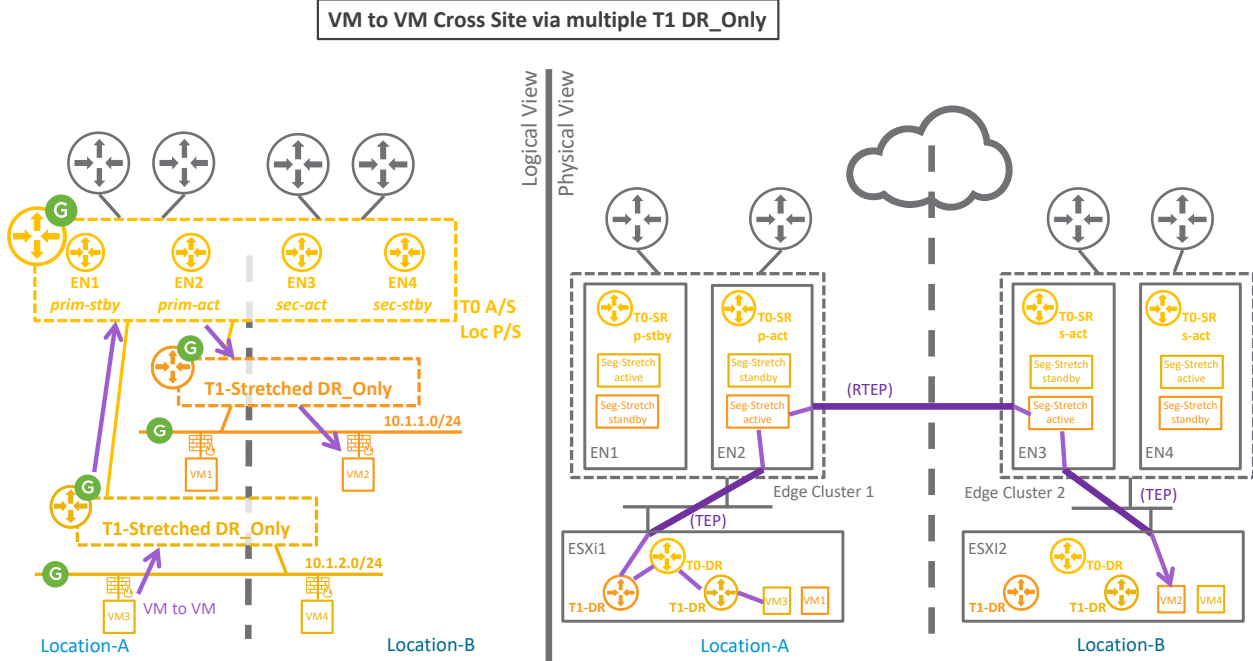 VM to VM Cross Site via multiple T1 DR_Only
Logical View
Physical View
G
EN1
prim-stby
EN2
prim-act
EN3
sec-act
EN4
sec-stby
T0 A/S
Loc P/S
G
T1-Stretched DR_Only
G
10.1.1.0/24
VM1
VM2
G
T1-Stretched DR_Only
G
10.1.2.0/24
VM3
VM to VM
VM4
Location-A
Location-B
T0-SR
p-stby
Seg-Stretch
active
Seg-Stretch
standby
EN1
T0-SR
p-act
Seg-Stretch
standby
Seg-Stretch
active
EN2
Edge Cluster 1
(RTEP)
T0-SR
s-act
Seg-Stretch
standby
Seg-Stretch
active
EN3
T0-SR
s-act
Seg-Stretch
active
Seg-Stretch
standby
EN4
Edge Cluster 2
(TEP)
(TEP)
ESXi1
T0-DR
T1-DR
T1-DR
VM3
VM1
ESXI2
T0-DR
T1-DR
T1-DR
VM2
VM4
Location-A
Location-B